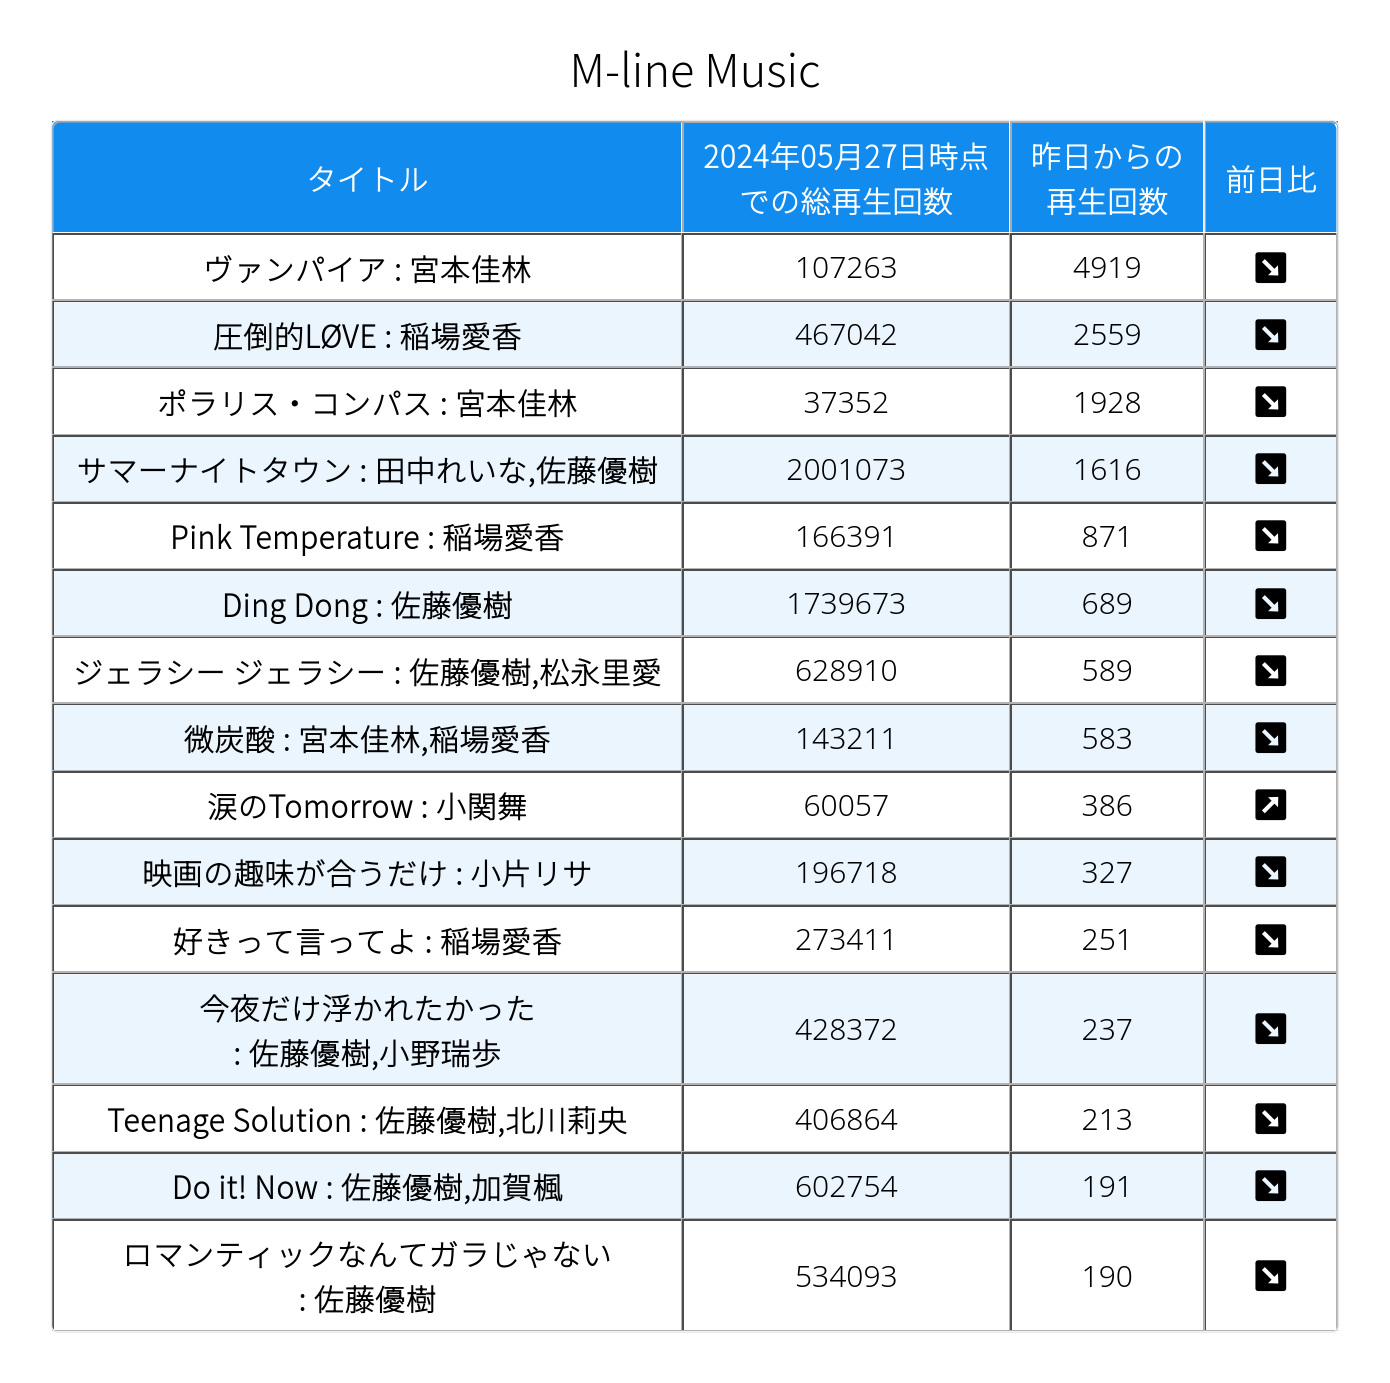 M-line Music
タイトル
2024年05月27日時点
での総再生回数
昨日からの
再生回数
前日比
ヴァンパイア : 宮本佳林 107263 4919
圧倒的LØVE : 稲場愛香 467042 2559
ポラリス・コンパス : 宮本佳林 37352 1928
サマーナイトタウン : 田中れいな,佐藤優樹 2001073 1616
Pink Temperature : 稲場愛香 166391 871
Ding Dong : 佐藤優樹 1739673 689
ジェラシー ジェラシー : 佐藤優樹,松永里愛 628910 589
微炭酸 : 宮本佳林,稲場愛香 143211 583
涙のTomorrow : 小関舞 60057 386
映画の趣味が合うだけ : 小片リサ 196718 327
好きって言ってよ : 稲場愛香 273411 251
今夜だけ浮かれたかった
: 佐藤優樹,小野瑞歩 428372 237
Teenage Solution : 佐藤優樹,北川莉央 406864 213
Do it! Now : 佐藤優樹,加賀楓 602754 191
ロマンティックなんてガラじゃない
: 佐藤優樹 534093 190